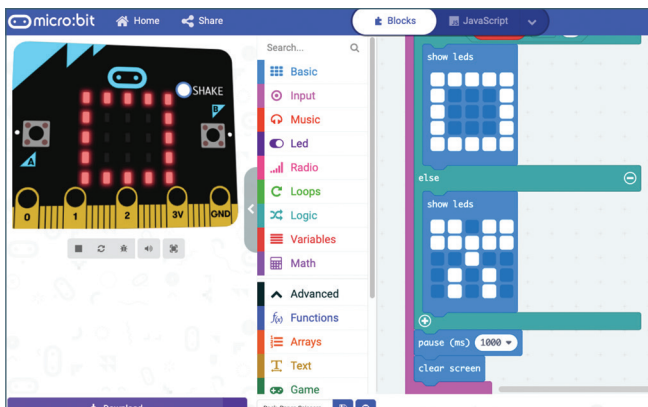 micro:bit Home Share Blocks JavaScript
Search...
Basic
Input
Music
Led
Radio
Loops
Logic
Variables
Math
Advanced
Functions
Arrays
Text
Game
SHAKE
B
A
0 1 2 3V GND
Download
show leds
else
show leds
pause (ms) 1000
clear screen